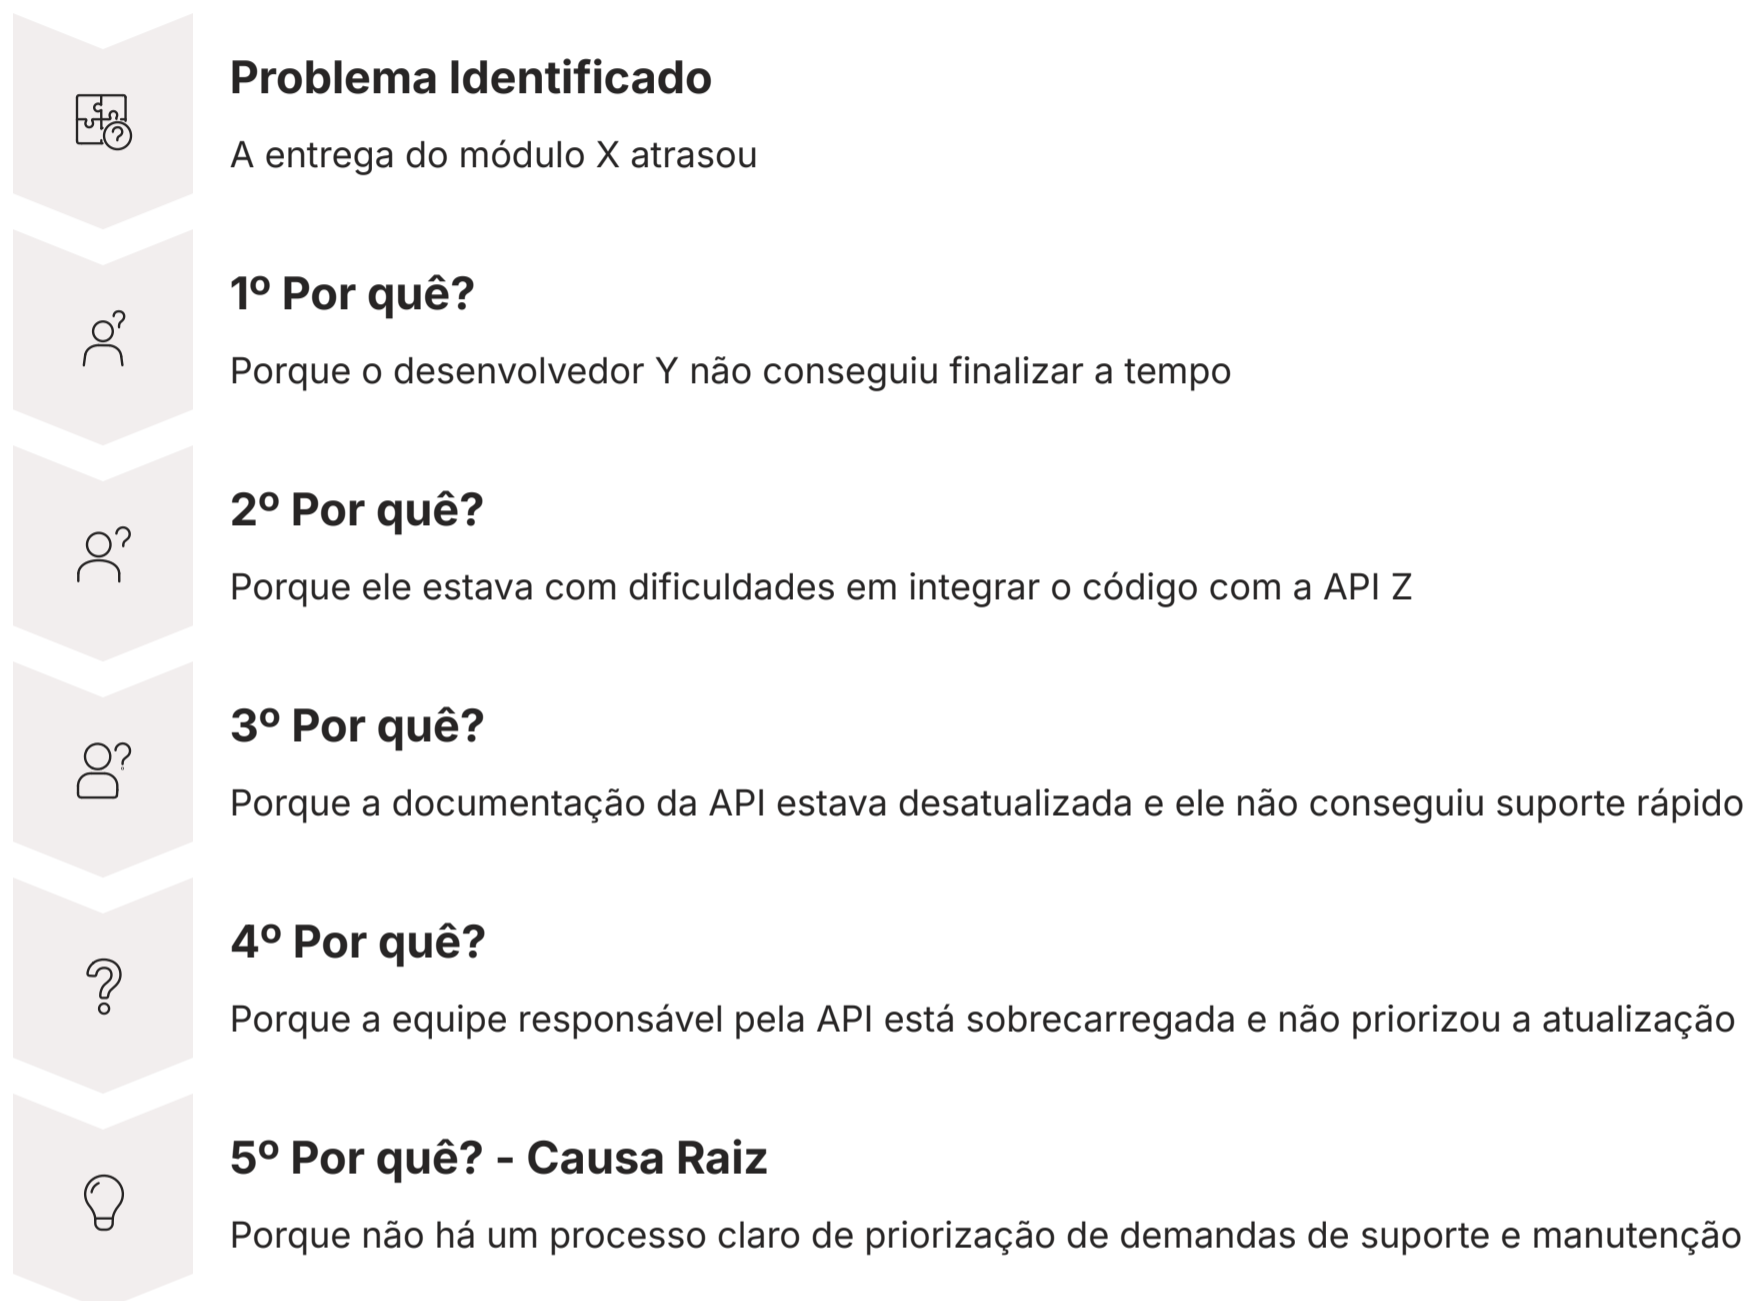 Problema Identificado
A entrega do módulo X atrasou
1º Por quê?
Porque o desenvolvedor Y não conseguiu finalizar a tempo
2º Por quê?
Porque ele estava com dificuldades em integrar o código com a API Z
3º Por quê?
Porque a documentação da API estava desatualizada e ele não conseguiu suporte rápido
4º Por quê?
Porque a equipe responsável pela API está sobrecarregada e não priorizou a atualização
5º Por quê? - Causa Raiz
Porque não há um processo claro de priorização de demandas de suporte e manutenção